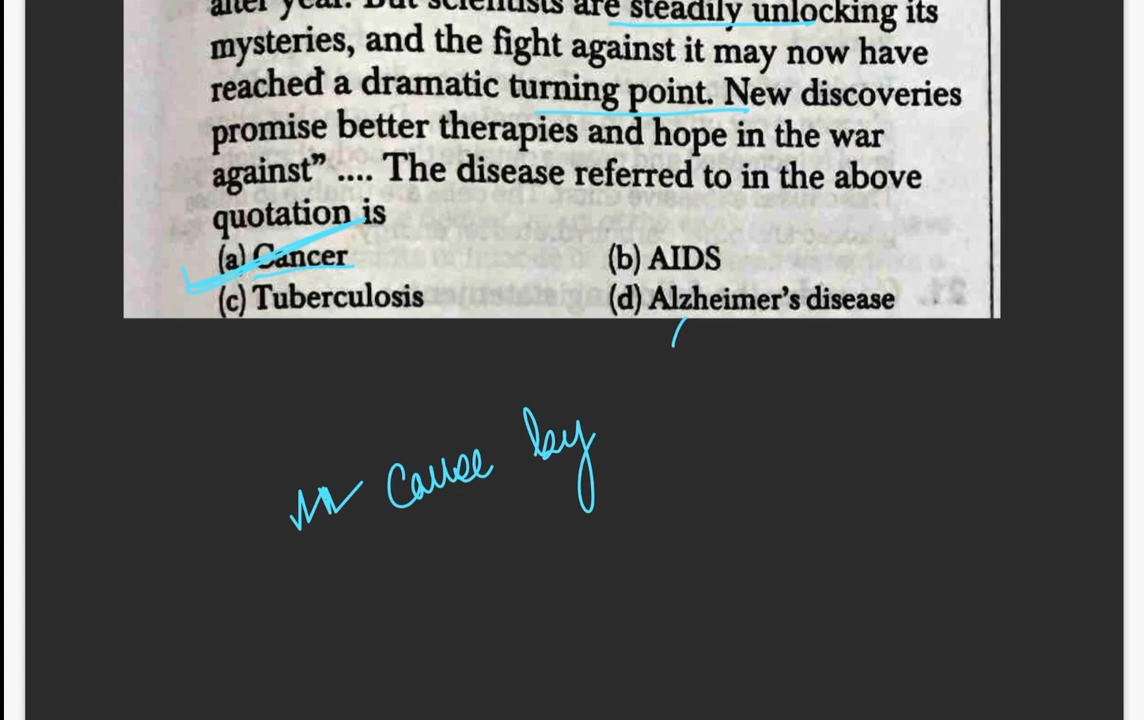 after year. But scientists are steadily unlocking its
mysteries, and the fight against it may now have
reached a dramatic turning point. New discoveries
promise better therapies and hope in the war
against” .... The disease referred to in the above
quotation is
(a) Cancer (b) AIDS
(c) Tuberculosis (d) Alzheimer’s disease
Cause by